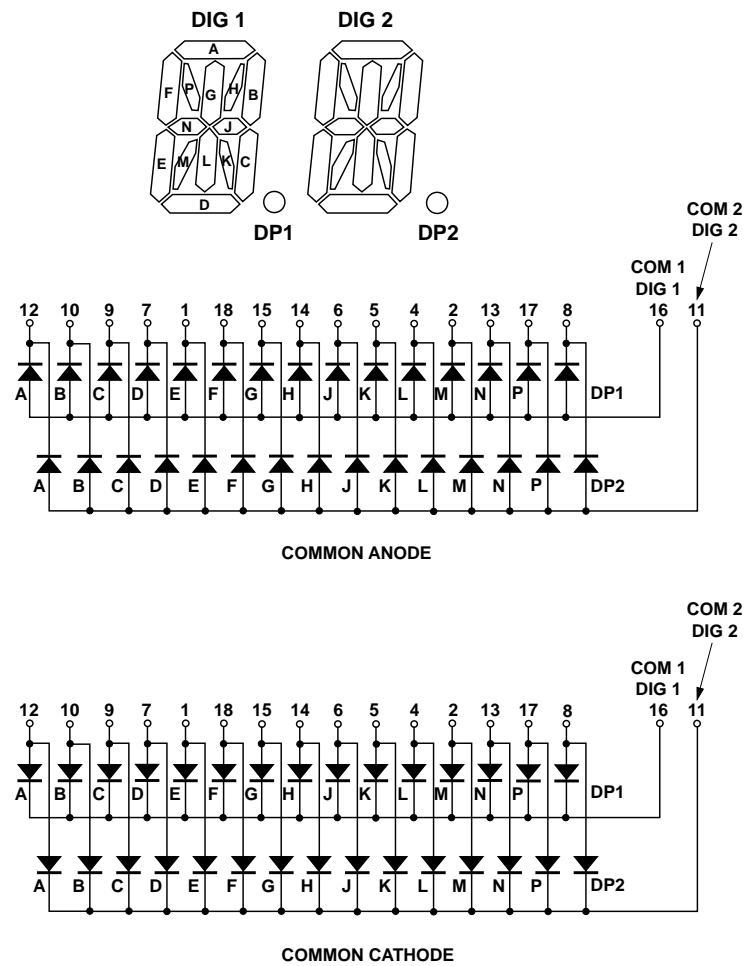 DIG 1 DIG 2
A
F P G H B
N J
E M L K C
D
DP1 DP2
COM 2
DIG 2
COM 1
DIG 1
12 10 9 7 1 18 15 14 6 5 4 2 13 17 8 16 11
A B C D E F G H J K L M N P DP1
A B C D E F G H J K L M N P DP2
COMMON ANODE
COM 2
DIG 2
COM 1
DIG 1
12 10 9 7 1 18 15 14 6 5 4 2 13 17 8 16 11
A B C D E F G H J K L M N P DP1
A B C D E F G H J K L M N P DP2
COMMON CATHODE